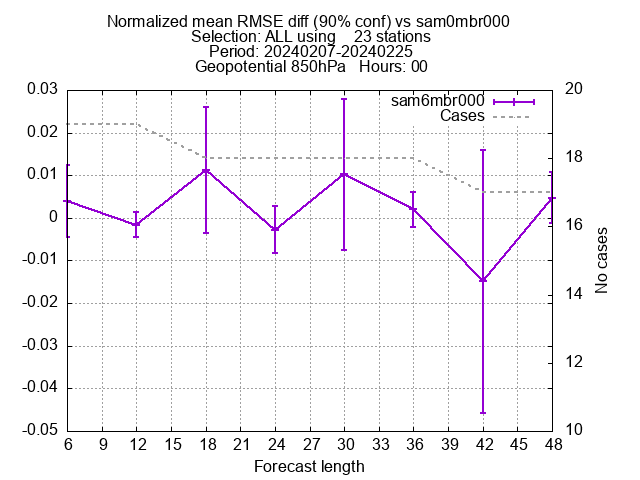 Normalized mean RMSE diff (90% conf) vs sam0mbr000
Selection: ALL using    23 stations
Period: 20240207-20240225
Geopotential 850hPa   Hours: 00
sam6mbr000
Cases
0.03
0.02
0.01
0
-0.01
-0.02
-0.03
-0.04
-0.05
20
18
16
14
12
10
No cases
6 9 12 15 18 21 24 27 30 33 36 39 42 45 48
Forecast length